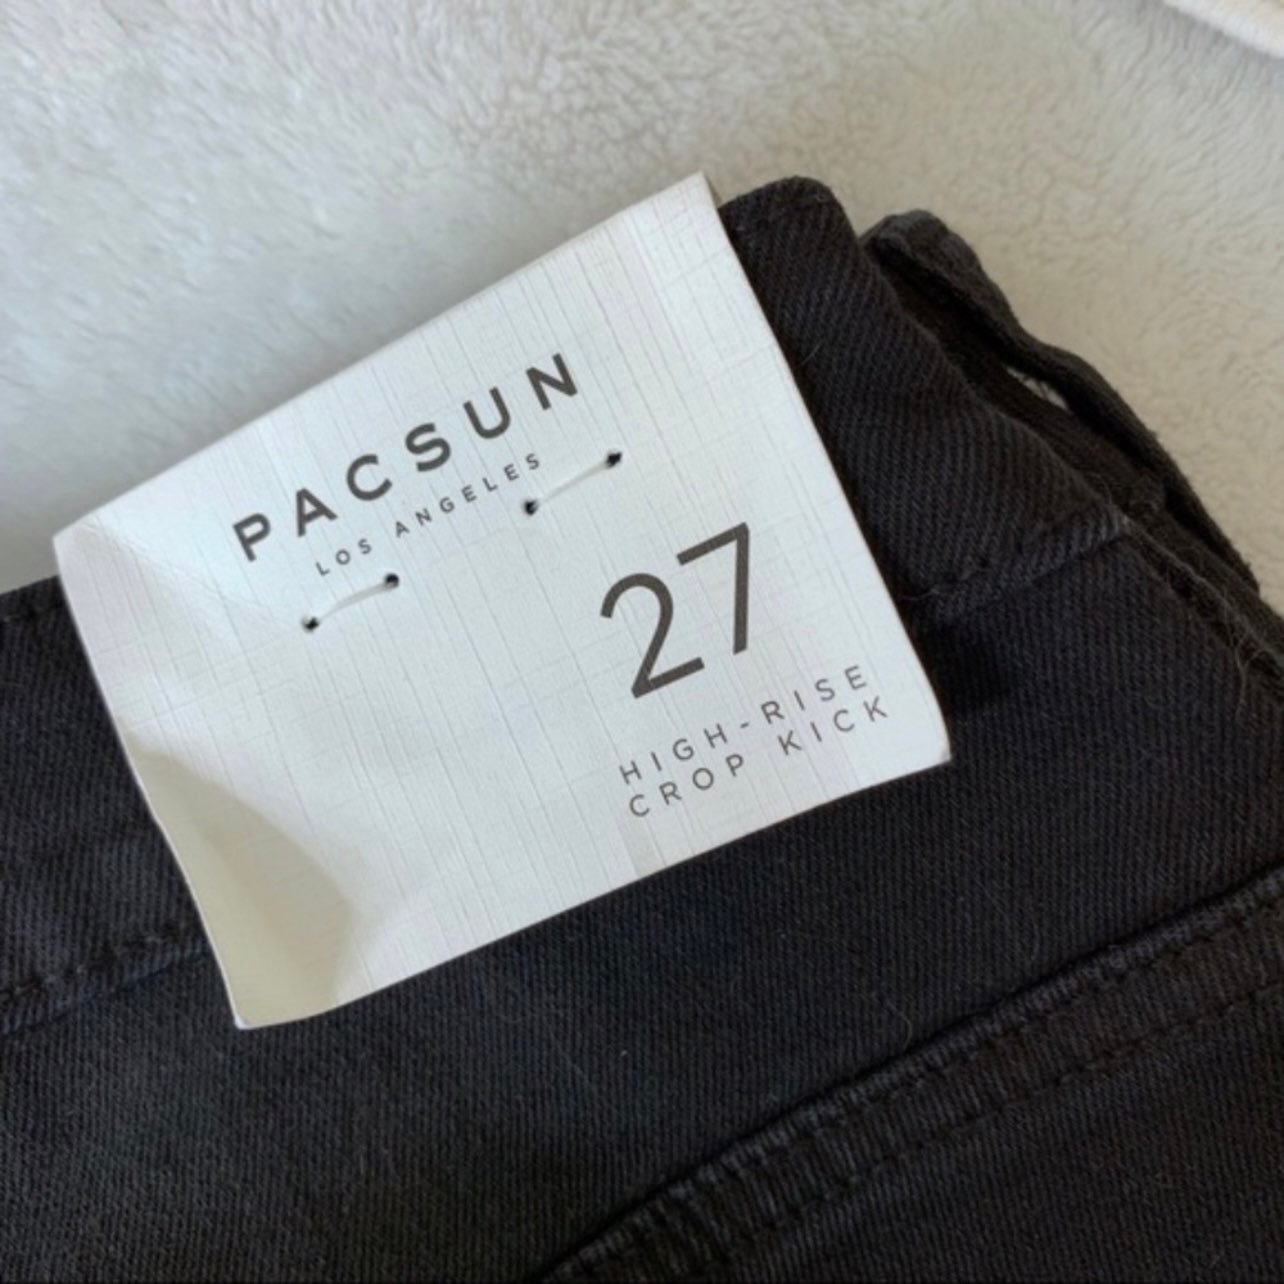 PACSUN
LOS ANGELES
27
HIGH-RISE
CROP KICK